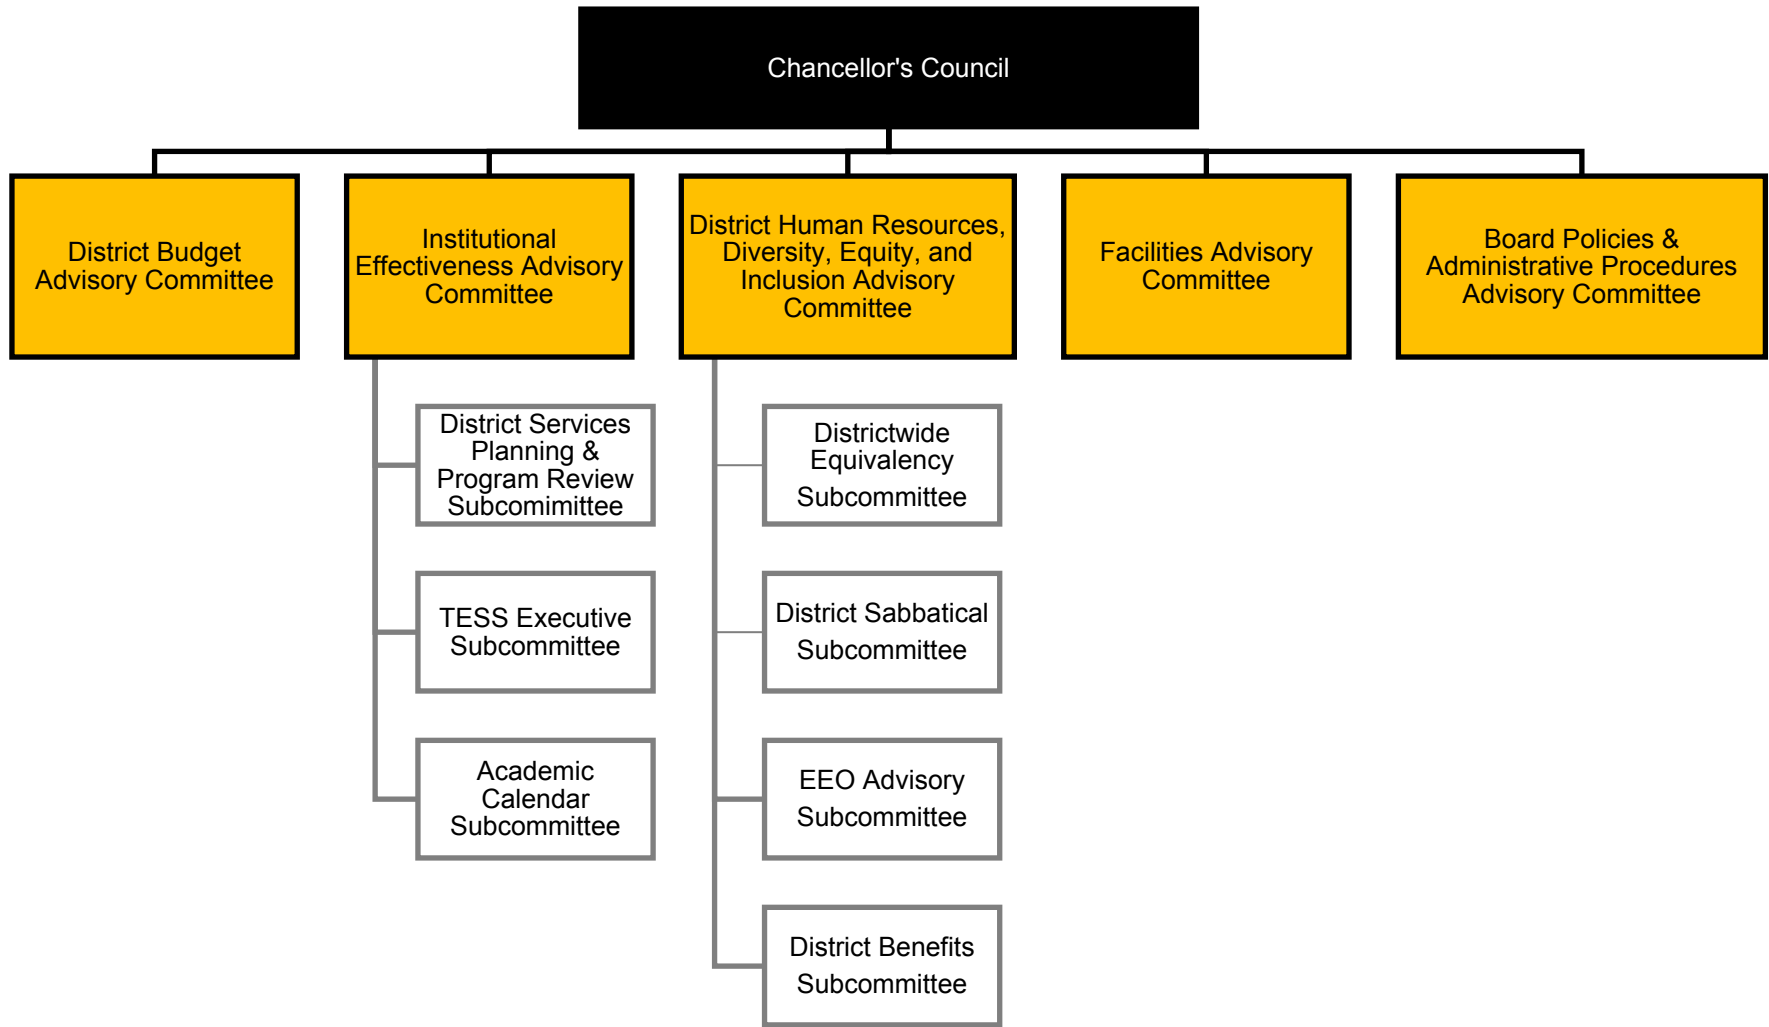 Chancellor's Council
District Budget
Advisory Committee
Institutional
Effectiveness Advisory
Committee
District Human Resources,
Diversity, Equity, and
Inclusion Advisory
Committee
Facilities Advisory
Committee
Board Policies &
Administrative Procedures
Advisory Committee
District Services
Planning &
Program Review
Subcomimittee
TESS Executive
Subcommittee
Academic
Calendar
Subcommittee
Districtwide
Equivalency
Subcommittee
District Sabbatical
Subcommittee
EEO Advisory
Subcommittee
District Benefits
Subcommittee